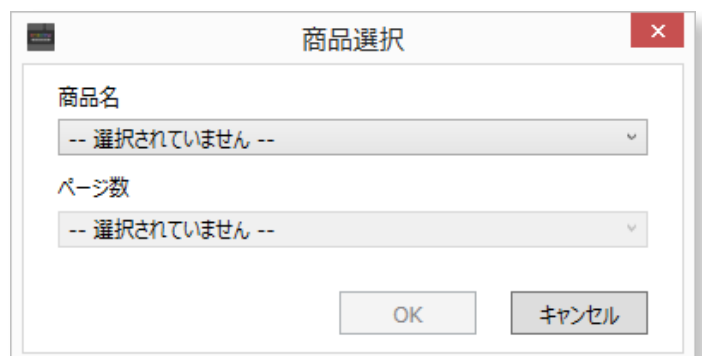 商品選択
商品名
-- 選択されていません --
ページ数
-- 選択されていません --
OK
キャンセル